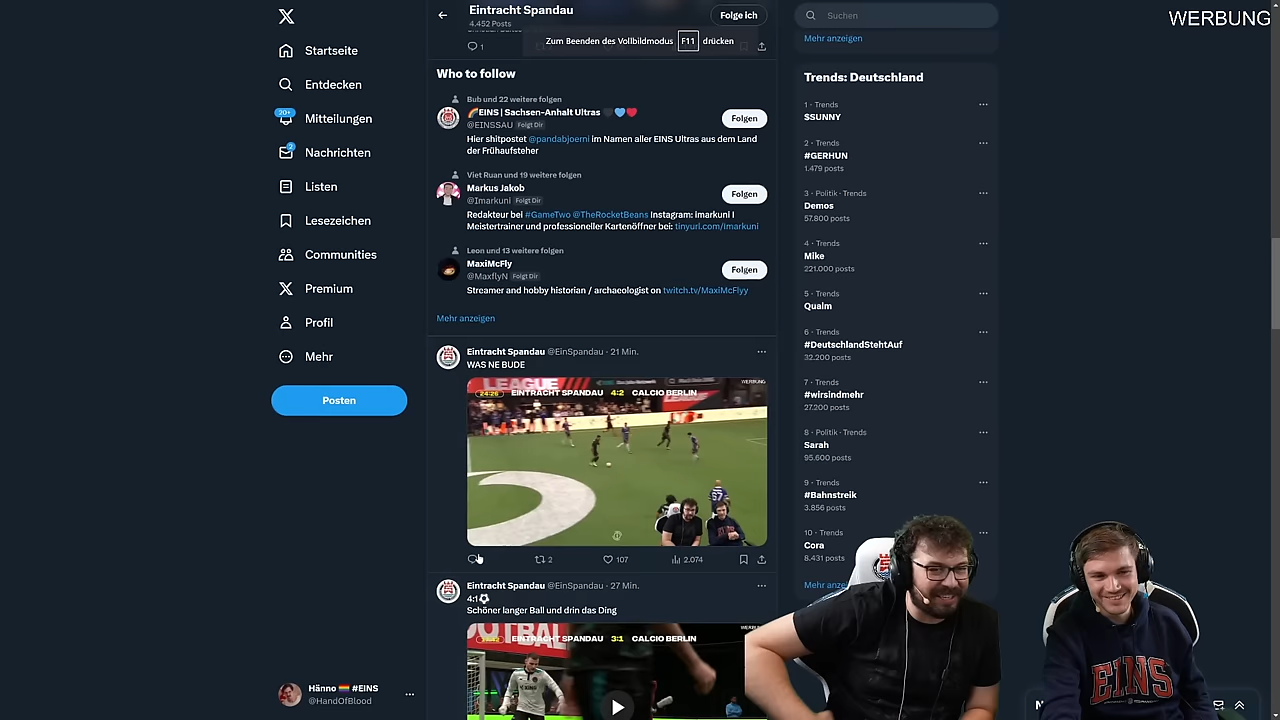 WERBUNG
Startseite
Entdecken
20+
Mitteilungen
2
Nachrichten
Listen
Lesezeichen
Communities
Premium
Profil
Mehr
Posten
Hänno 🏳️‍🌈 #EINS
@HandOfBlood
Eintracht Spandau
4.452 Posts
Folge ich
Zum Beenden des Vollbildmodus F11 drücken
1
Who to follow
Bub und 22 weitere folgen
🌈EINS | Sachsen-Anhalt Ultras 🖤🩵❤️
@EINSSAU Folgt Dir
Folgen
Hier shitpostet @pandabjoerni im Namen aller EINS Ultras aus dem Land
der Frühaufsteher
Viet Ruan und 19 weitere folgen
Markus Jakob
@Imarkuni Folgt Dir
Folgen
Redakteur bei #GameTwo @TheRocketBeans Instagram: imarkuni I
Meistertrainer und professioneller Kartenöffner bei: tinyurl.com/Imarkuni
Leon und 13 weitere folgen
MaxiMcFly
@MaxflyN Folgt Dir
Folgen
Streamer and hobby historian / archaeologist on twitch.tv/MaxiMcFlyy
Mehr anzeigen
Eintracht Spandau @EinSpandau · 21 Min.
WAS NE BUDE
LEAGUE
WERBUNG
24:26 EINTRACHT SPANDAU 4:2 CALCIO BERLIN
2
107
2.074
Eintracht Spandau @EinSpandau · 27 Min.
4:1⚽
Schöner langer Ball und drin das Ding
EINTRACHT SPANDAU 3:1 CALCIO BERLIN
Suchen
Mehr anzeigen
Trends: Deutschland
1 · Trends
$SUNNY
2 · Trends
#GERHUN
1.479 posts
3 · Politik · Trends
Demos
57.800 posts
4 · Trends
Mike
221.000 posts
5 · Trends
Qualm
6 · Trends
#DeutschlandStehtAuf
32.200 posts
7 · Trends
#wirsindmehr
27.200 posts
8 · Politik · Trends
Sarah
95.600 posts
9 · Trends
#Bahnstreik
3.856 posts
10 · Trends
Cora
8.431 posts
EINS